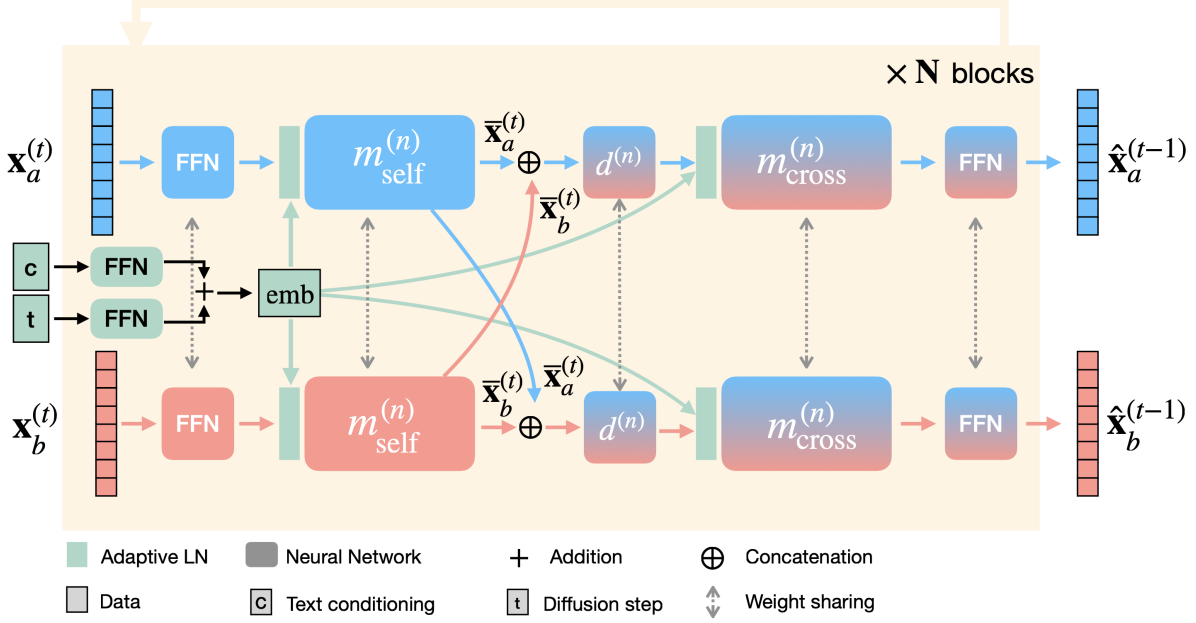 × N blocks
x_a^(t)
FFN
m_self^(n)
x̅_a^(t)
⊕
d^(n)
m_cross^(n)
FFN
x̂_a^(t-1)
x̅_b^(t)
c
FFN
+
emb
t
FFN
x_b^(t)
FFN
m_self^(n)
x̅_b^(t)
x̅_a^(t)
⊕
d^(n)
m_cross^(n)
FFN
x̂_b^(t-1)
Adaptive LN
Neural Network
+ Addition
⊕ Concatenation
Data
c Text conditioning
t Diffusion step
Weight sharing